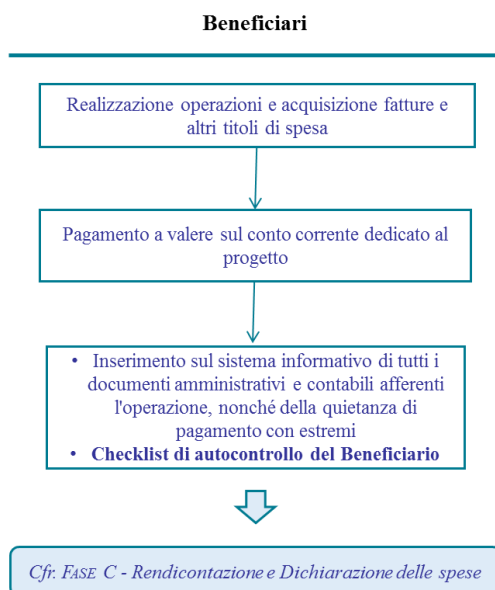 Beneficiari
Realizzazione operazioni e acquisizione fatture e
altri titoli di spesa
Pagamento a valere sul conto corrente dedicato al
progetto
• Inserimento sul sistema informativo di tutti i
documenti amministrativi e contabili afferenti
l'operazione, nonché della quietanza di
pagamento con estremi
• Checklist di autocontrollo del Beneficiario
Cfr. FASE C - Rendicontazione e Dichiarazione delle spese